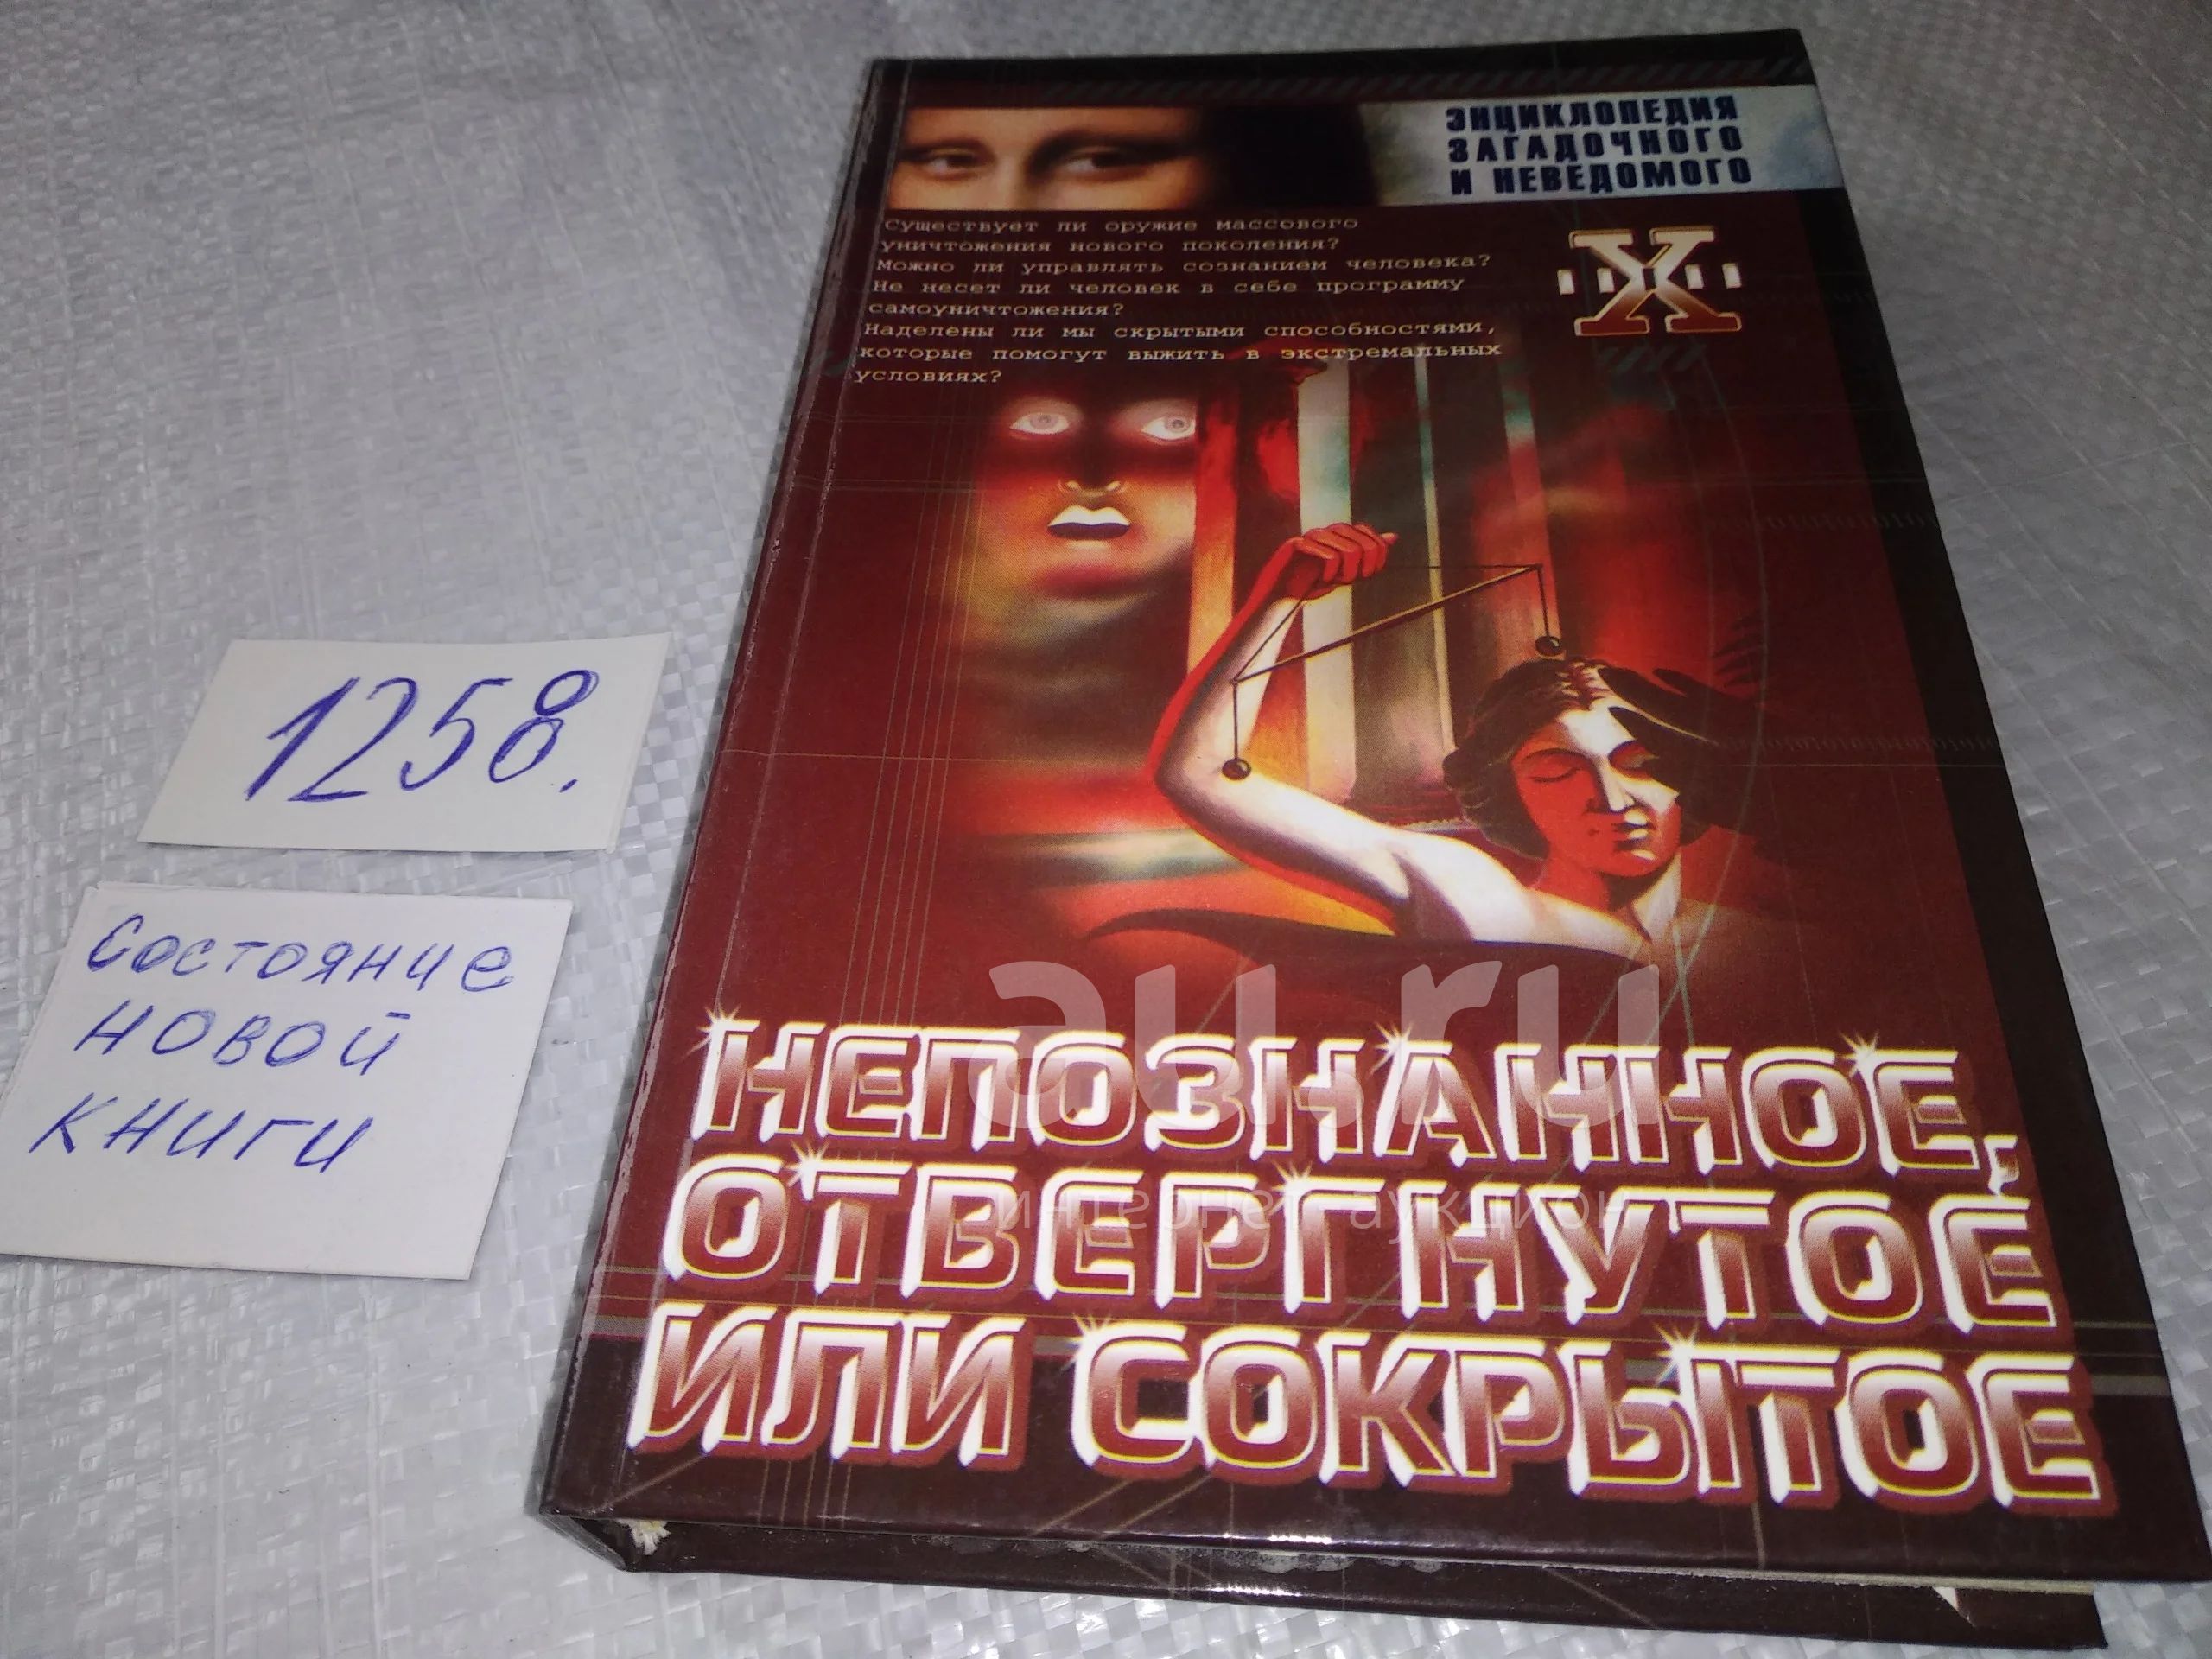 ЭНЦИКЛОПЕДИЯ
ЗАГАДОЧНОГО
И НЕВЕДОМОГО
X
Существует ли оружие массового
уничтожения нового поколения?
Можно ли управлять сознанием человека?
Не несет ли человек в себе программу
самоуничтожения?
Наделены ли мы скрытыми способностями,
которые помогут выжить в экстремальных
условиях?
1258.
Состояние
новой
книги
au.ru
интернет аукцион
НЕПОЗНАННОЕ,
ОТВЕРГНУТОЕ
ИЛИ СОКРЫТОЕ